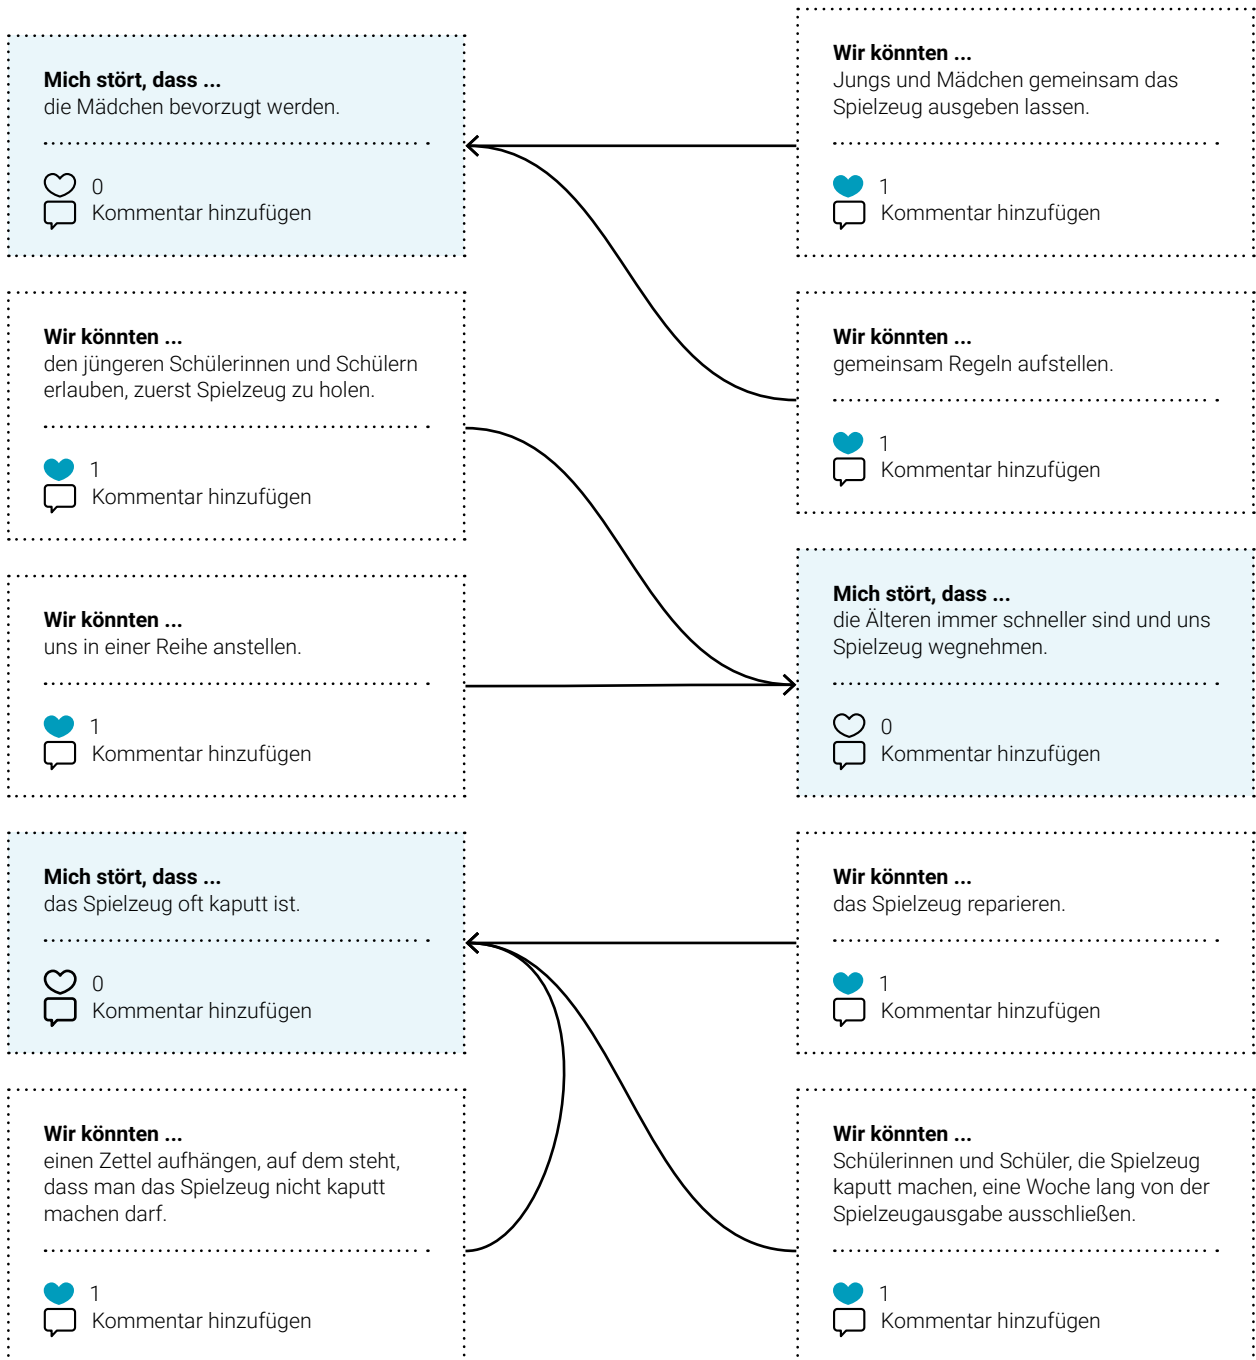 Mich stört, dass ...
die Mädchen bevorzugt werden.
0
Kommentar hinzufügen
Wir könnten ...
Jungs und Mädchen gemeinsam das
Spielzeug ausgeben lassen.
1
Kommentar hinzufügen
Wir könnten ...
den jüngeren Schülerinnen und Schülern
erlauben, zuerst Spielzeug zu holen.
1
Kommentar hinzufügen
Wir könnten ...
gemeinsam Regeln aufstellen.
1
Kommentar hinzufügen
Wir könnten ...
uns in einer Reihe anstellen.
1
Kommentar hinzufügen
Mich stört, dass ...
die Älteren immer schneller sind und uns
Spielzeug wegnehmen.
0
Kommentar hinzufügen
Mich stört, dass ...
das Spielzeug oft kaputt ist.
0
Kommentar hinzufügen
Wir könnten ...
das Spielzeug reparieren.
1
Kommentar hinzufügen
Wir könnten ...
einen Zettel aufhängen, auf dem steht,
dass man das Spielzeug nicht kaputt
machen darf.
1
Kommentar hinzufügen
Wir könnten ...
Schülerinnen und Schüler, die Spielzeug
kaputt machen, eine Woche lang von der
Spielzeugausgabe ausschließen.
1
Kommentar hinzufügen